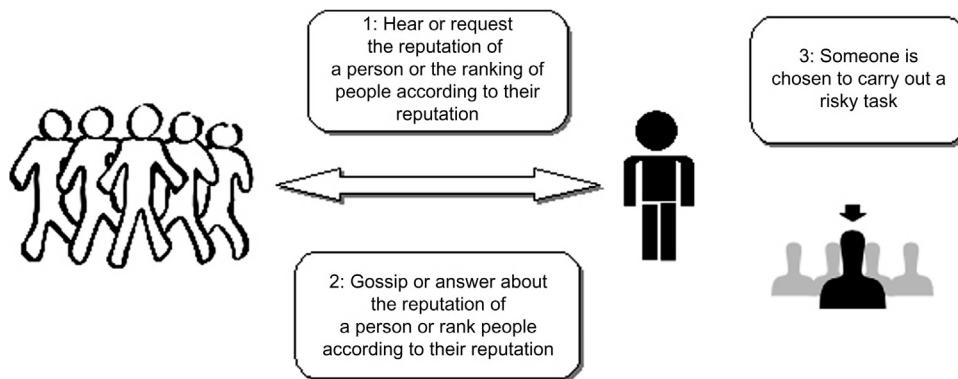 1: Hear or request
the reputation of
a person or the ranking of
people according to their
reputation
3: Someone is
chosen to carry out a
risky task
2: Gossip or answer about
the reputation of
a person or rank people
according to their reputation